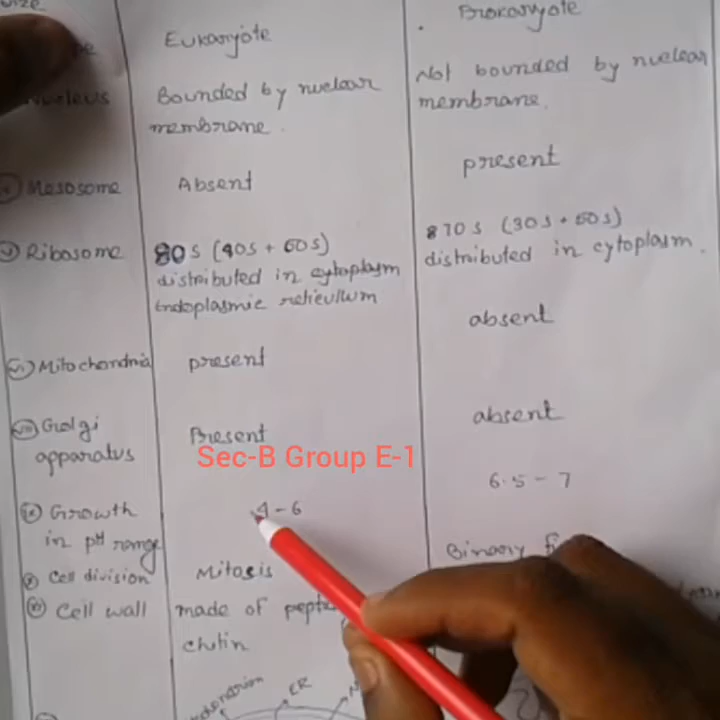 Eukaryote
Prokaryote
Nucleus
Bounded by nuclear
membrane.
Not bounded by nuclear
membrane.
Mesosome
Absent
present
Ribosome
80s (40s + 60s)
distributed in cytoplasm
Endoplasmic reticulum
70s (30s + 50s)
distributed in cytoplasm.
Mitochondria
present
absent
Golgi
apparatus
Present
absent
Sec-B Group E-1
Growth
in pH range
4-6
6.5 - 7
Cell division
Mitosis
Binary
Cell wall
made of
chitin
ER